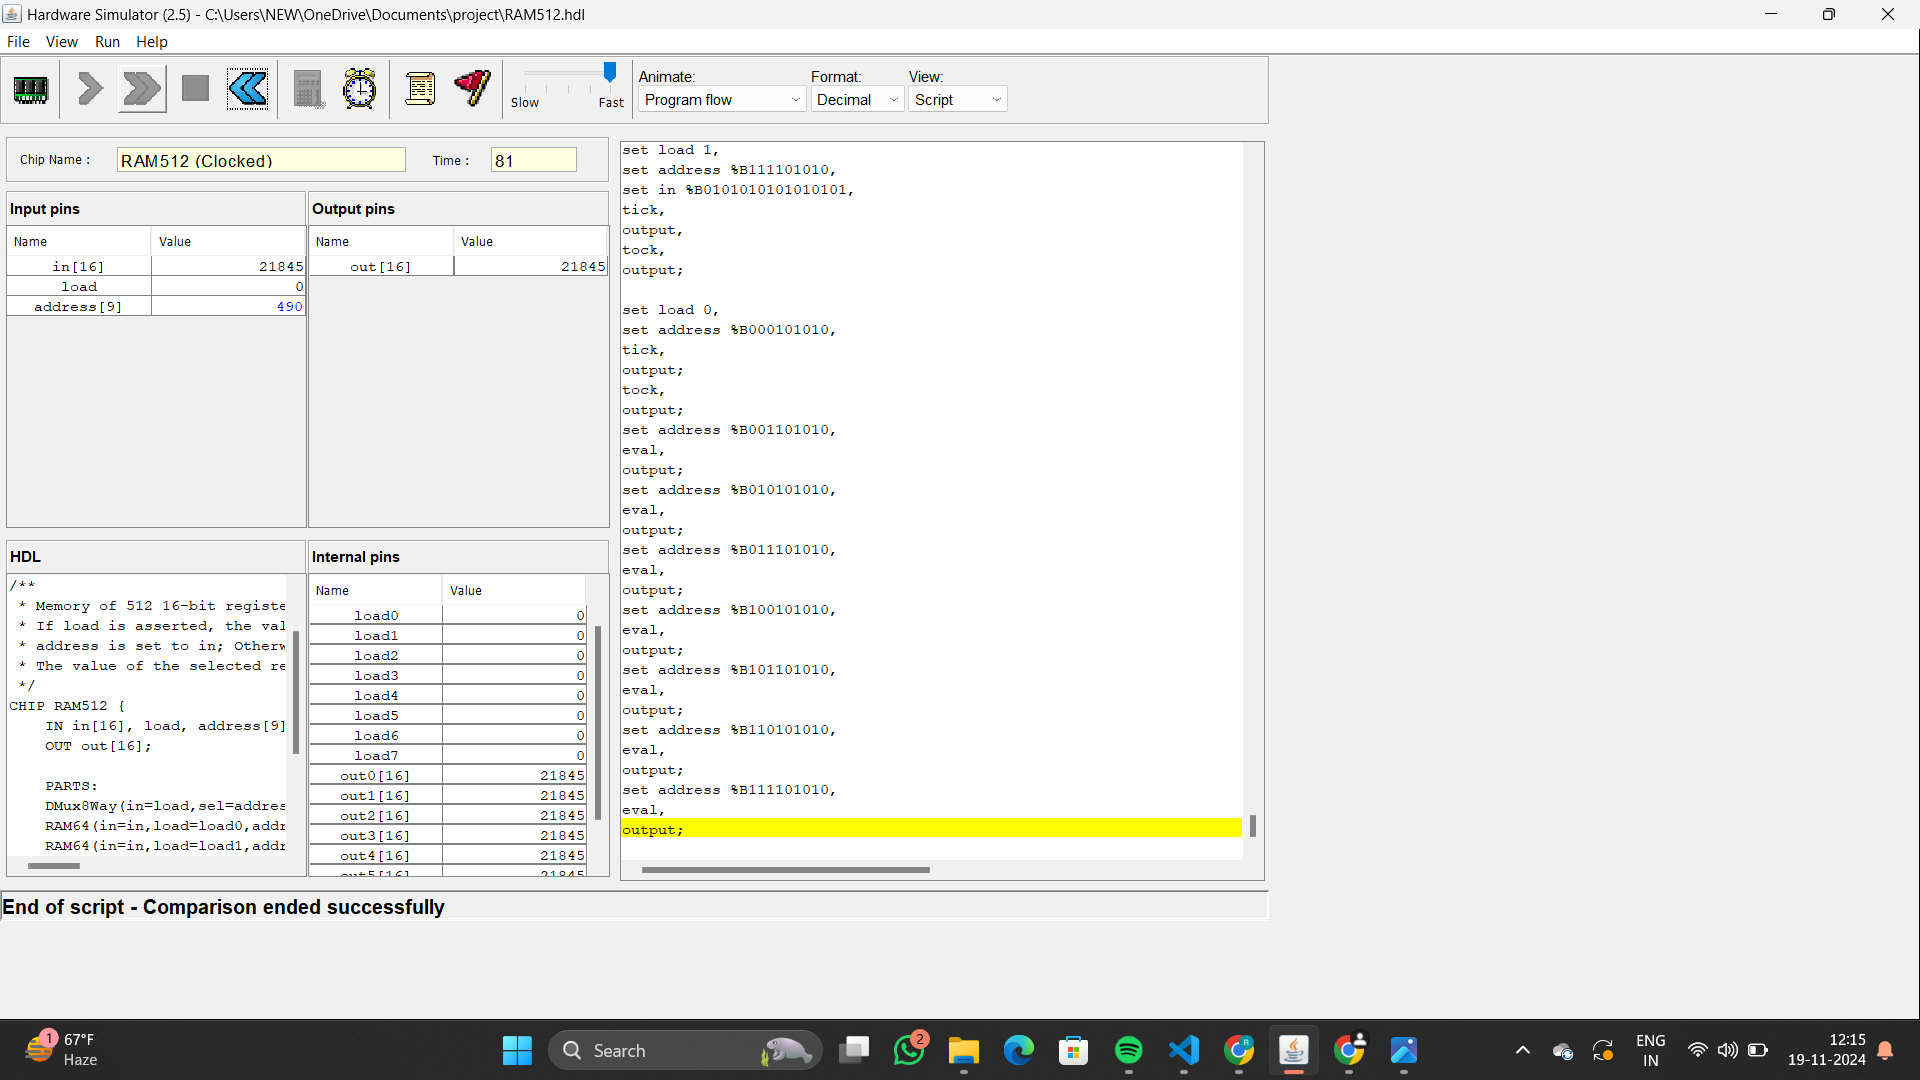 Hardware Simulator (2.5) - C:\Users\NEW\OneDrive\Documents\project\RAM512.hdl
File View Run Help
Slow Fast
Animate: Format: View:
Program flow Decimal Script
Chip Name : RAM512 (Clocked) Time : 81
Input pins
Name Value
in[16] 21845
load 0
address[9] 490
Output pins
Name Value
out[16] 21845
HDL
/**
* Memory of 512 16-bit registe
* If load is asserted, the val
* address is set to in; Otherw
* The value of the selected re
*/
CHIP RAM512 {
IN in[16], load, address[9]
OUT out[16];
PARTS:
DMux8Way(in=load,sel=addres
RAM64(in=in,load=load0,addr
RAM64(in=in,load=load1,addr
Internal pins
Name Value
load0 0
load1 0
load2 0
load3 0
load4 0
load5 0
load6 0
load7 0
out0[16] 21845
out1[16] 21845
out2[16] 21845
out3[16] 21845
out4[16] 21845
out5[16] 21845
set load 1,
set address %B111101010,
set in %B0101010101010101,
tick,
output,
tock,
output;
set load 0,
set address %B000101010,
tick,
output;
tock,
output;
set address %B001101010,
eval,
output;
set address %B010101010,
eval,
output;
set address %B011101010,
eval,
output;
set address %B100101010,
eval,
output;
set address %B101101010,
eval,
output;
set address %B110101010,
eval,
output;
set address %B111101010,
eval,
output;
End of script - Comparison ended successfully
1
67°F
Haze
Search
2
R
ENG
IN
12:15
19-11-2024